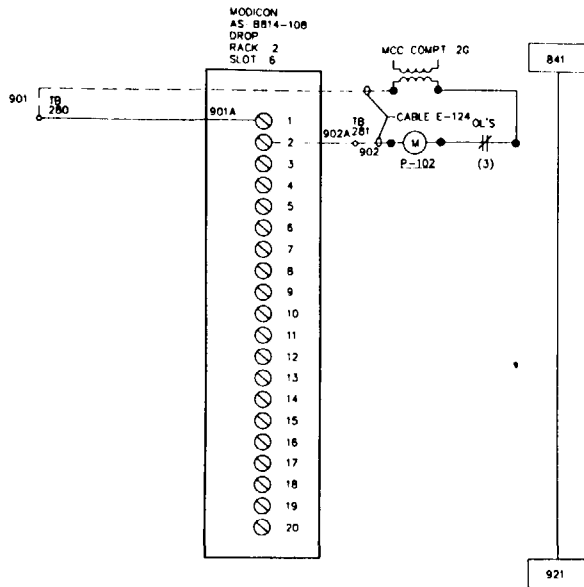 MODICON
AS B814-108
DROP
RACK 2
SLOT 6
MCC COMPT 2G
841
901
TB
280
901A
1
CABLE E-124
OL'S
902A
TB
281
902
2
M
P-102
(3)
3
4
5
6
7
8
9
10
11
12
13
14
15
16
17
18
19
20
921